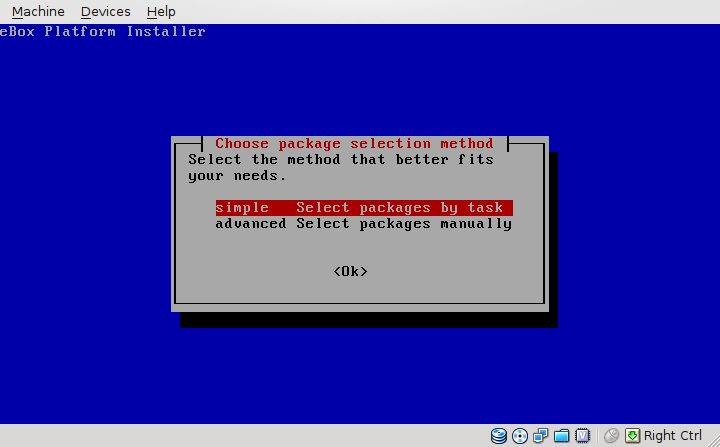 Machine Devices Help
eBox Platform Installer
Choose package selection method
Select the method that better fits
your needs.
simple Select packages by task
advanced Select packages manually
<Ok>
V
Right Ctrl